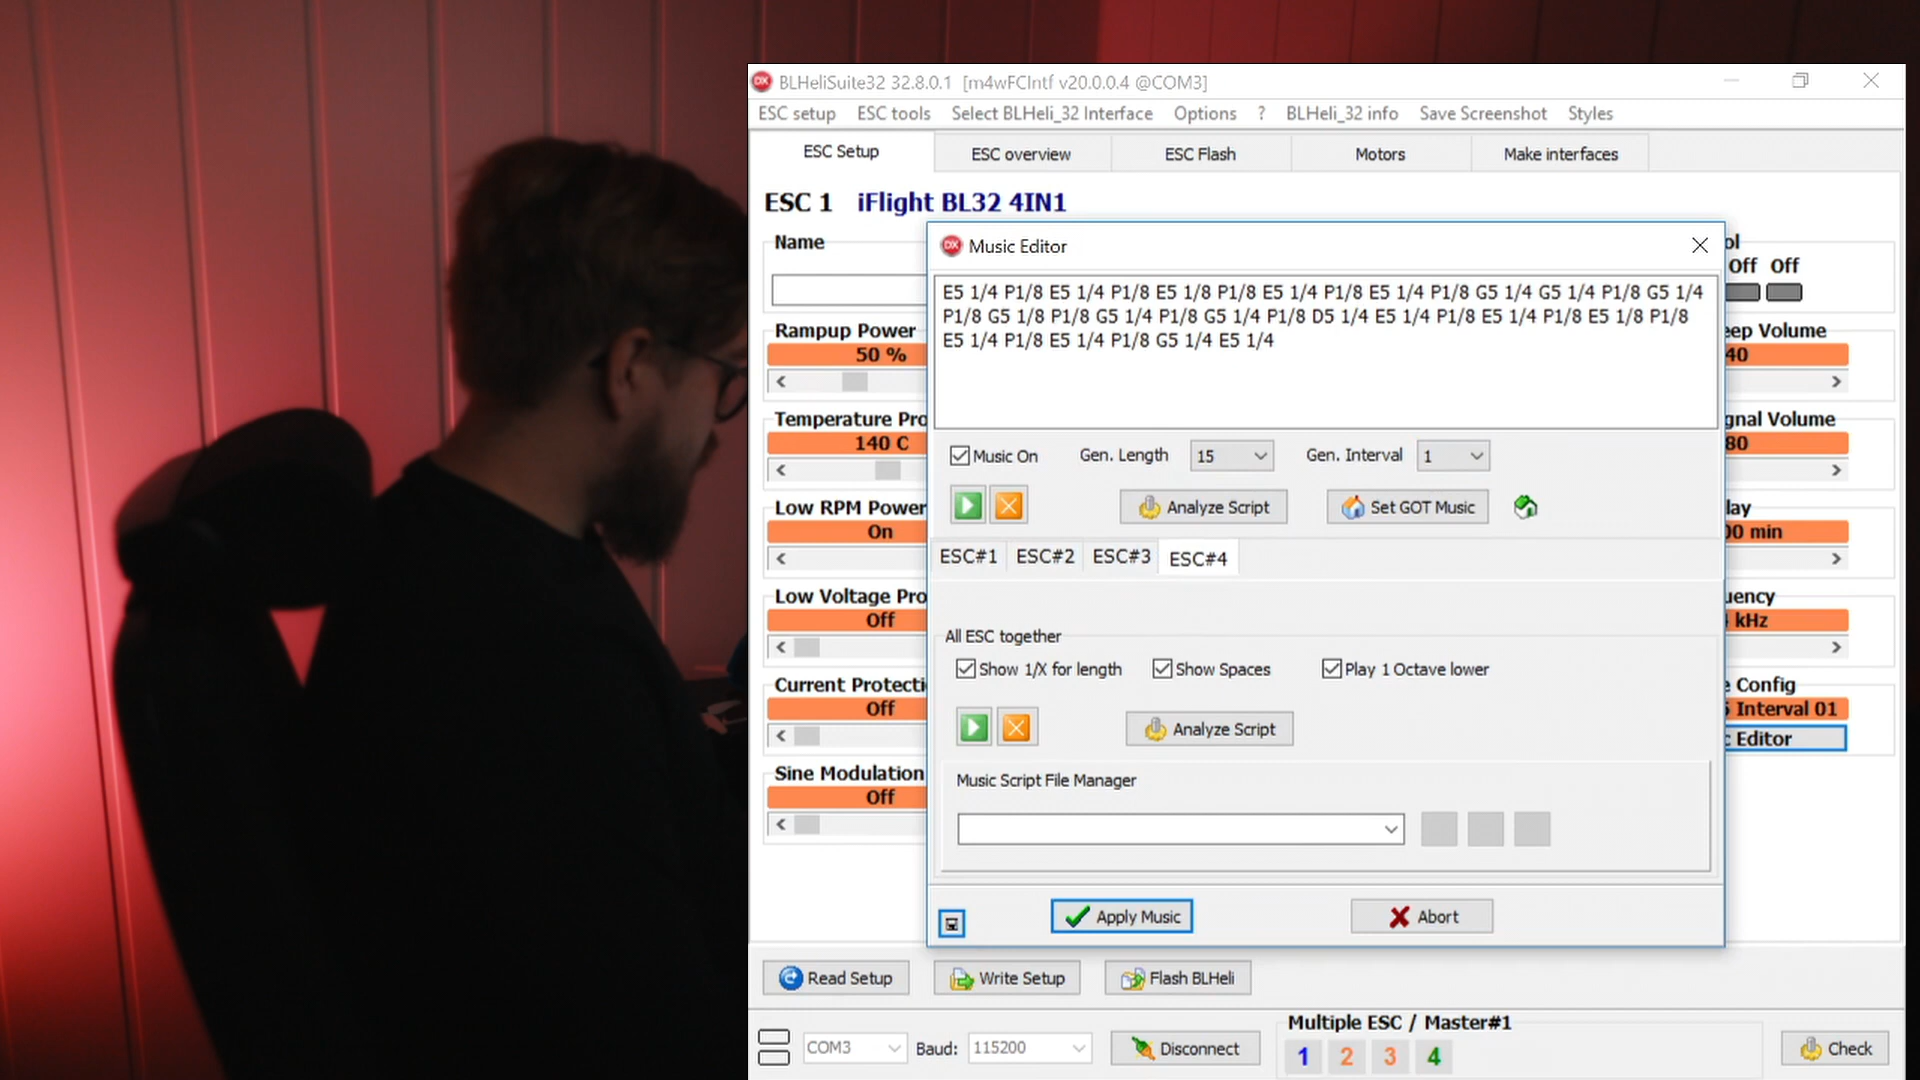 BLHeliSuite32 32.8.0.1 [m4wFCIntf v20.0.0.4 @COM3]
ESC setup ESC tools Select BLHeli_32 Interface Options ? BLHeli_32 info Save Screenshot Styles
ESC Setup ESC overview ESC Flash Motors Make interfaces
ESC 1 iFlight BL32 4IN1
Name
Off Off
Music Editor
E5 1/4 P1/8 E5 1/4 P1/8 E5 1/8 P1/8 E5 1/4 P1/8 E5 1/4 P1/8 G5 1/4 G5 1/4 P1/8 G5 1/4
P1/8 G5 1/8 P1/8 G5 1/4 P1/8 G5 1/4 P1/8 D5 1/4 E5 1/4 P1/8 E5 1/4 P1/8 E5 1/8 P1/8
E5 1/4 P1/8 E5 1/4 P1/8 G5 1/4 E5 1/4
Rampup Power
50 %
eep Volume
40
Temperature Pro
140 C
gnal Volume
80
Music On Gen. Length 15 Gen. Interval 1
Analyze Script Set GOT Music
Low RPM Power
On
lay
00 min
ESC#1 ESC#2 ESC#3 ESC#4
Low Voltage Pro
Off
uency
kHz
All ESC together
Show 1/X for length Show Spaces Play 1 Octave lower
Current Protecti
Off
Config
Interval 01
Editor
Analyze Script
Sine Modulation
Off
Music Script File Manager
Apply Music Abort
Read Setup Write Setup Flash BLHeli
Multiple ESC / Master#1
COM3 Baud: 115200 Disconnect 1 2 3 4 Check